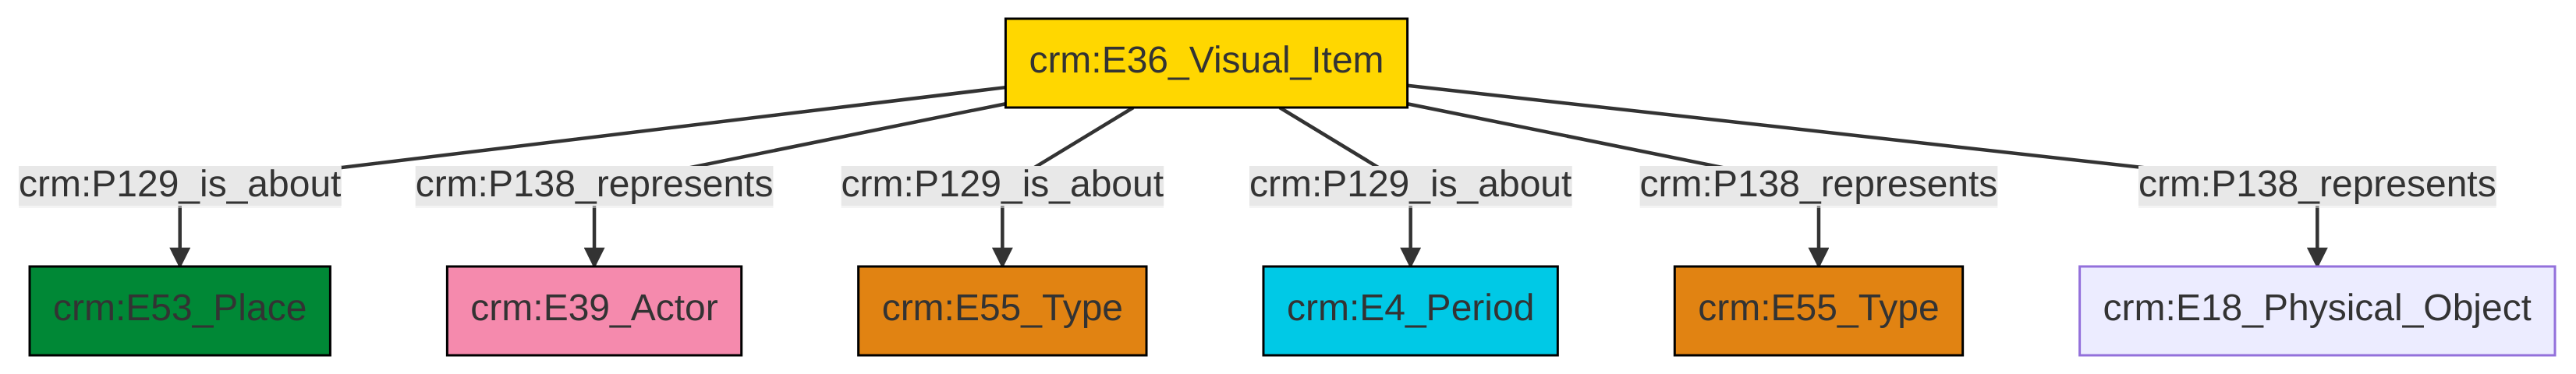 crm:E36_Visual_Item
crm:P129_is_about
crm:P138_represents
crm:P129_is_about
crm:P129_is_about
crm:P138_represents
crm:P138_represents
crm:E53_Place
crm:E39_Actor
crm:E55_Type
crm:E4_Period
crm:E55_Type
crm:E18_Physical_Object